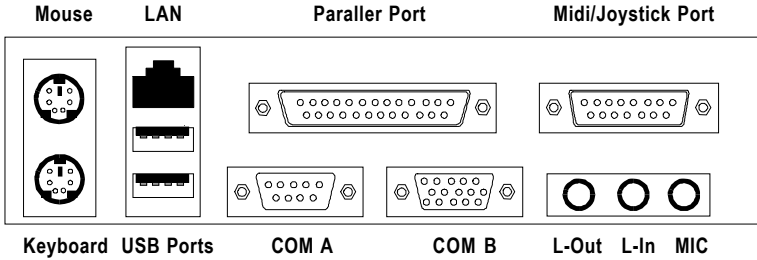 Mouse LAN Paraller Port Midi/Joystick Port
Keyboard USB Ports COM A COM B L-Out L-In MIC